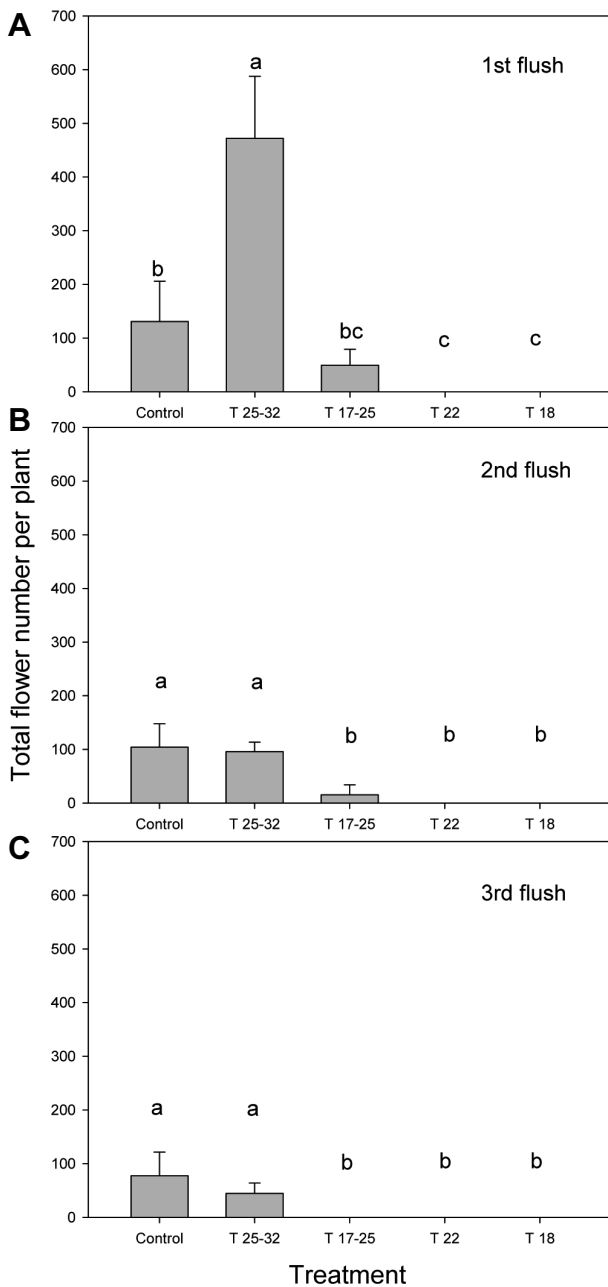 Total flower number per plant
A
1st flush
700
600
500
400
300
200
100
0
b
a
bc
c
c
Control
T 25-32
T 17-25
T 22
T 18
B
2nd flush
700
600
500
400
300
200
100
0
a
a
b
b
b
Control
T 25-32
T 17-25
T 22
T 18
C
3rd flush
700
600
500
400
300
200
100
0
a
a
b
b
b
Control
T 25-32
T 17-25
T 22
T 18
Treatment